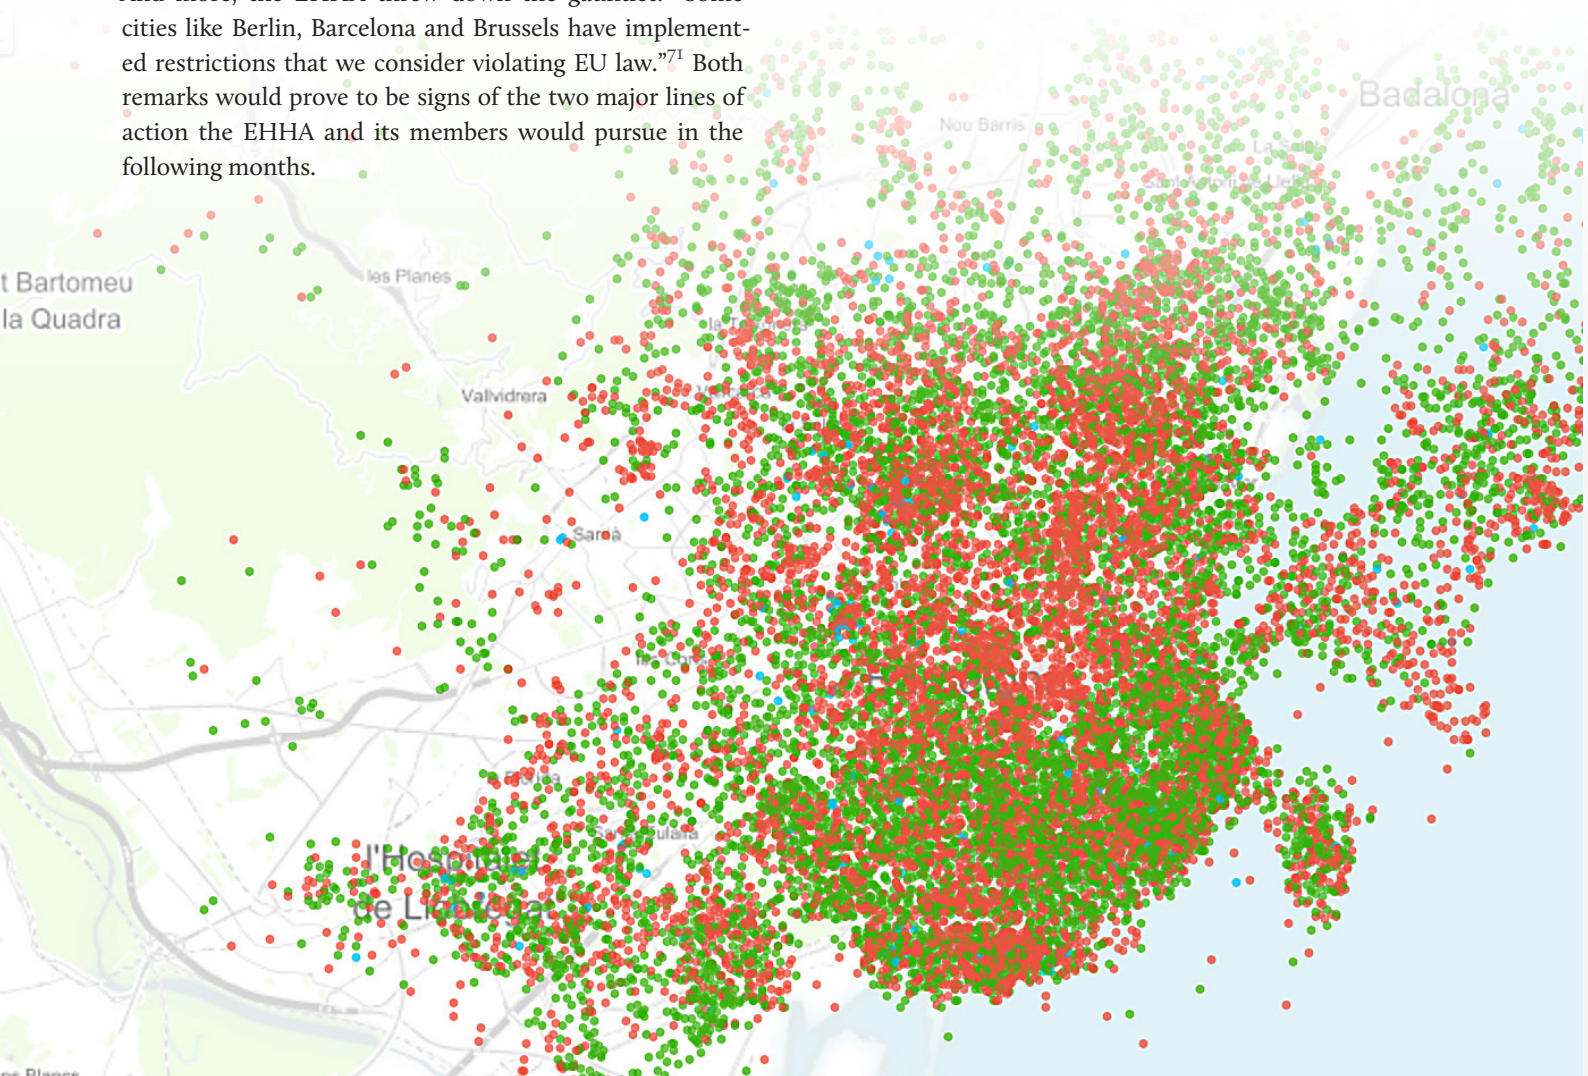 cities like Berlin, Barcelona and Brussels have implement-
ed restrictions that we consider violating EU law.”71 Both
remarks would prove to be signs of the two major lines of
action the EHHA and its members would pursue in the
following months.
Badalona
Nou Barris
les Planes
t Bartomeu
la Quadra
Vallvidrera
Sarrià
l'Hospitalet
de Llobregat